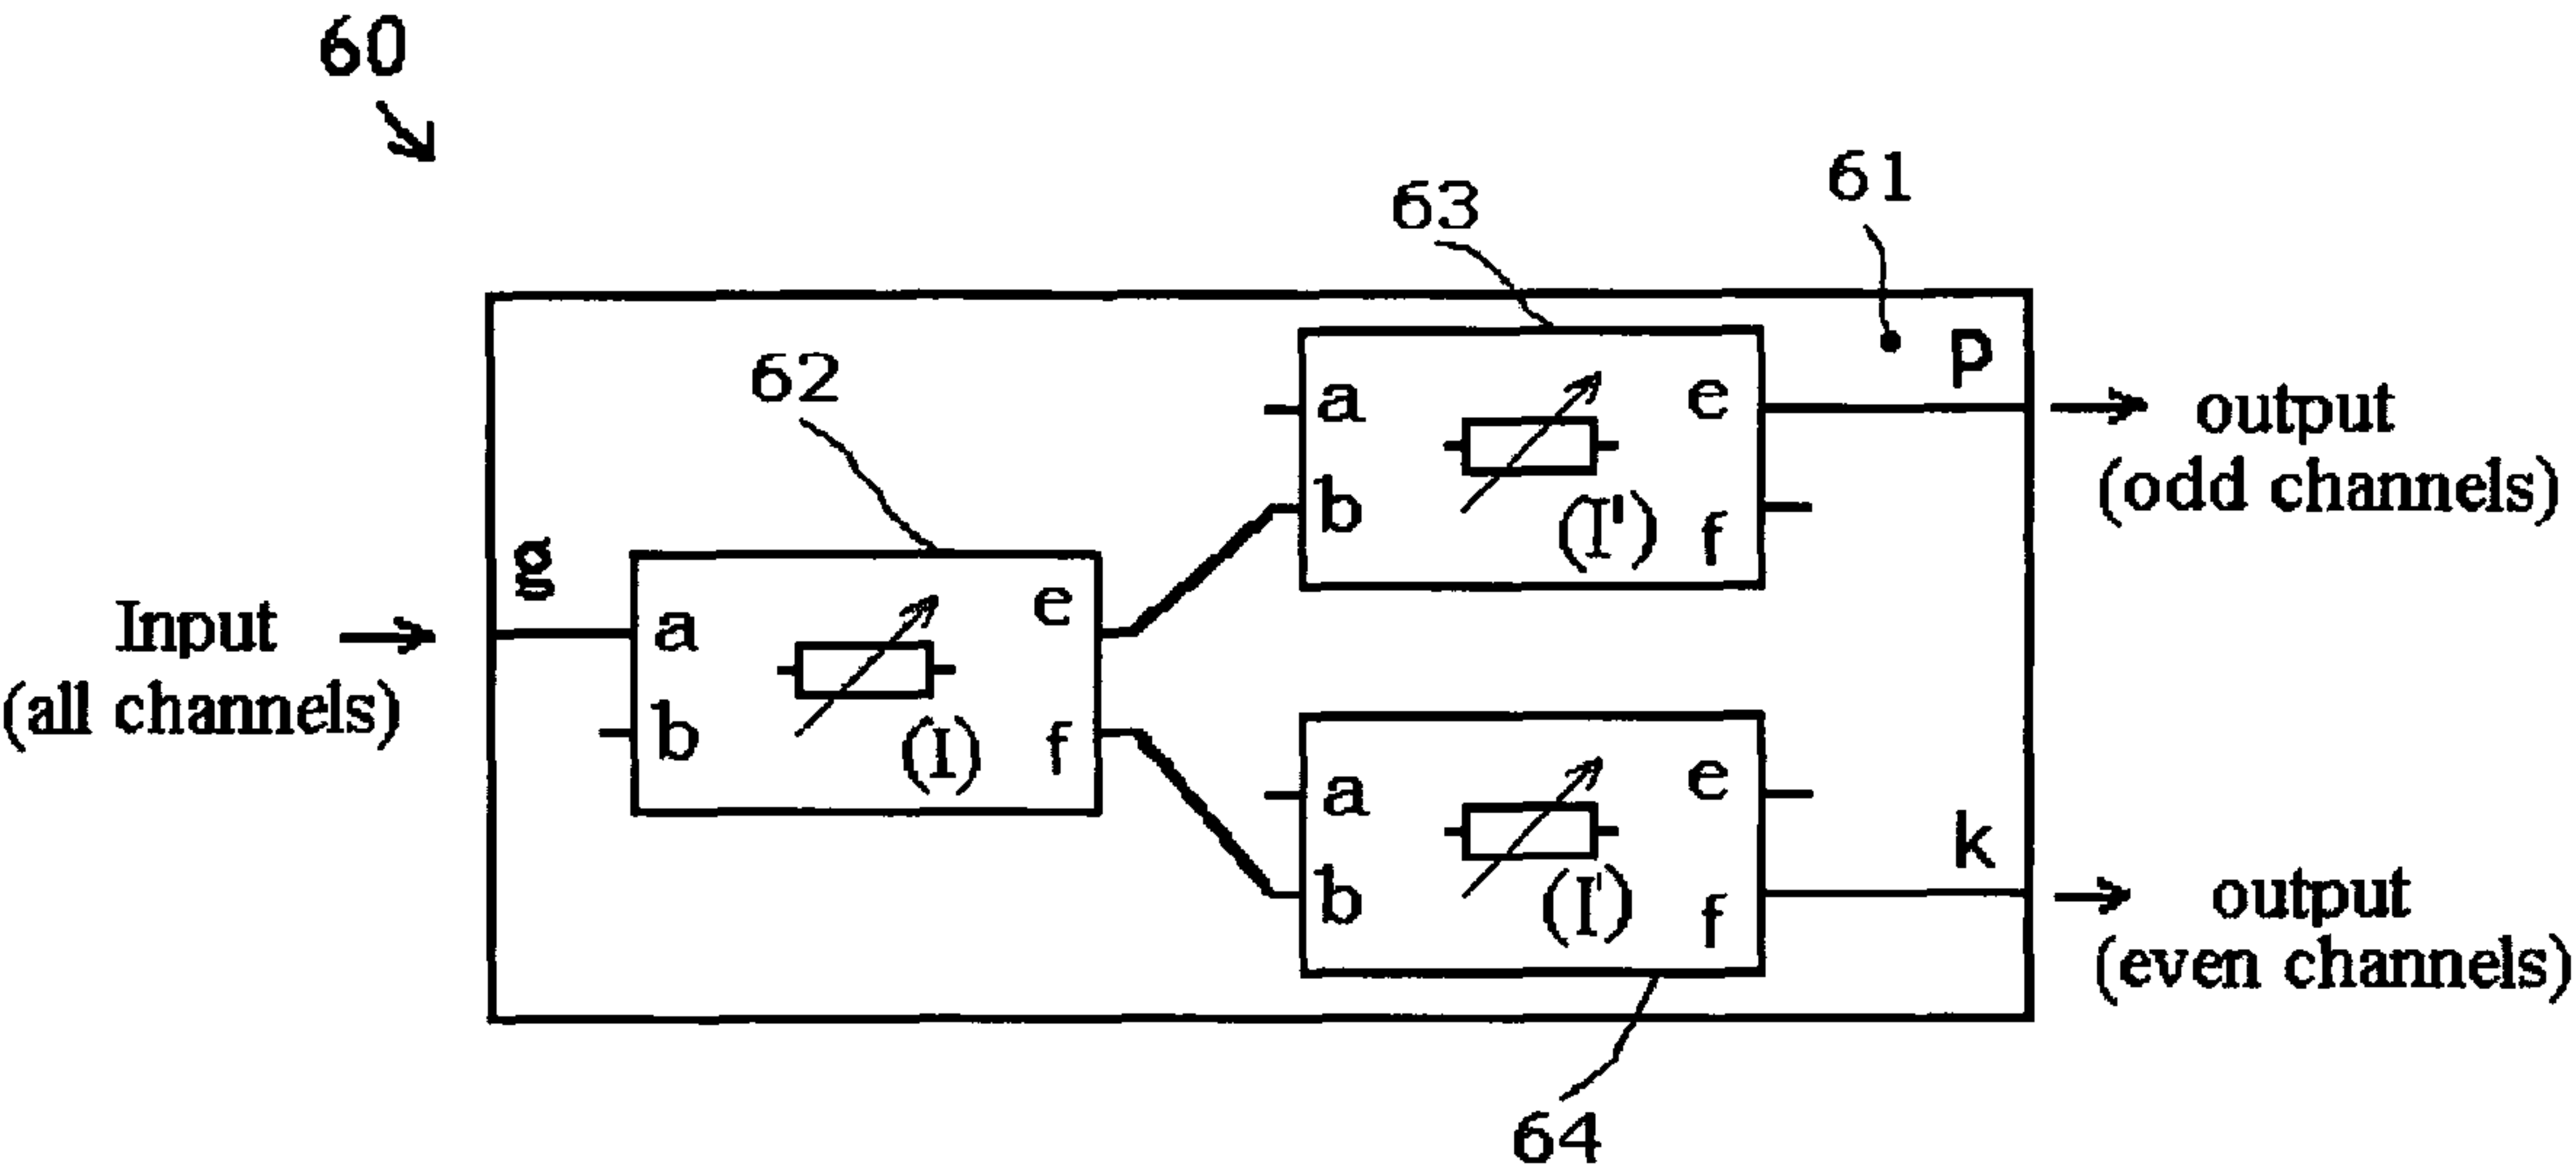 60
61
63
62
P
output
(odd channels)
a
e
b
(I')
f
g
Input
(all channels)
a
e
b
(I)
f
a
e
b
(I')
f
k
output
(even channels)
64